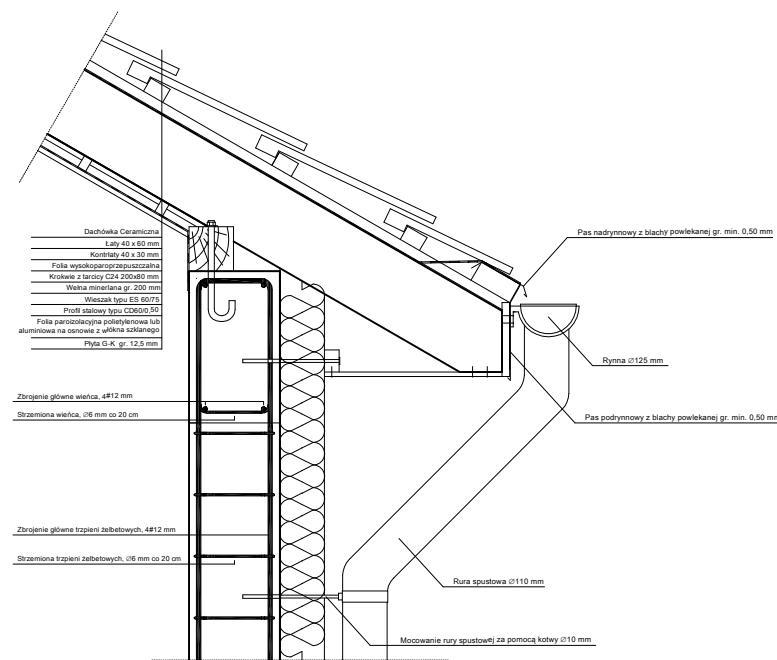 Dachówka Ceramiczna
Łaty 40 x 60 mm
Kontrłaty 40 x 30 mm
Folia wysokoparoprzepuszczalna
Krokwie z tarcicy C24 200x80 mm
Wełna minerlana gr. 200 mm
Wieszak typu ES 60/75
Profil stalowy typu CD60/0,50
Folia paroizolacyjna polietylenowa lub
aluminiowa na osnowie z włókna szklanego
Płyta G-K gr. 12,5 mm
Zbrojenie główne wieńca, 4#12 mm
Strzemiona wieńca, ∅6 mm co 20 cm
Zbrojenie główne trzpieni żelbetowych, 4#12 mm
Strzemiona trzpieni żelbetowych, ∅6 mm co 20 cm
Pas nadrynnowy z blachy powlekanej gr. min. 0,50 mm
Rynna ∅125 mm
Pas podrynnowy z blachy powlekanej gr. min. 0,50 mm
Rura spustowa ∅110 mm
Mocowanie rury spustowej za pomocą kotwy ∅10 mm